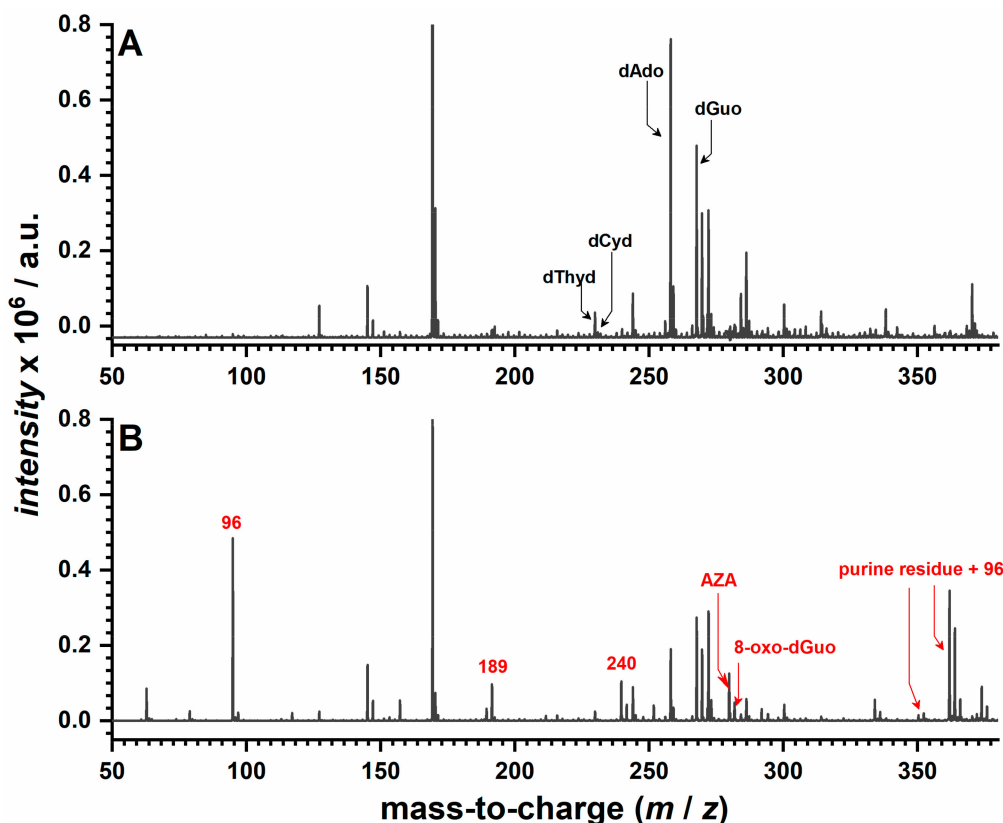 A
0.8
0.6
0.4
0.2
0.0
dAdo
dGuo
dCyd
dThyd
50 100 150 200 250 300 350
B
0.8
0.6
0.4
0.2
0.0
96
189
240
AZA
8-oxo-dGuo
purine residue + 96
50 100 150 200 250 300 350
intensity x 10⁶ / a.u.
mass-to-charge (m / z)